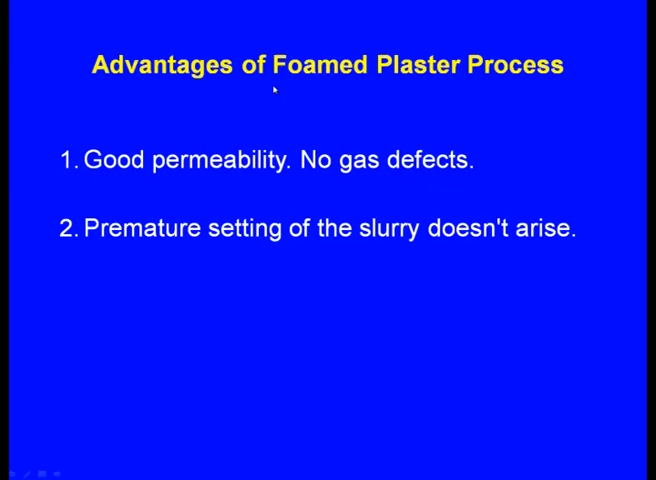 Advantages of Foamed Plaster Process
1. Good permeability. No gas defects.
2. Premature setting of the slurry doesn't arise.